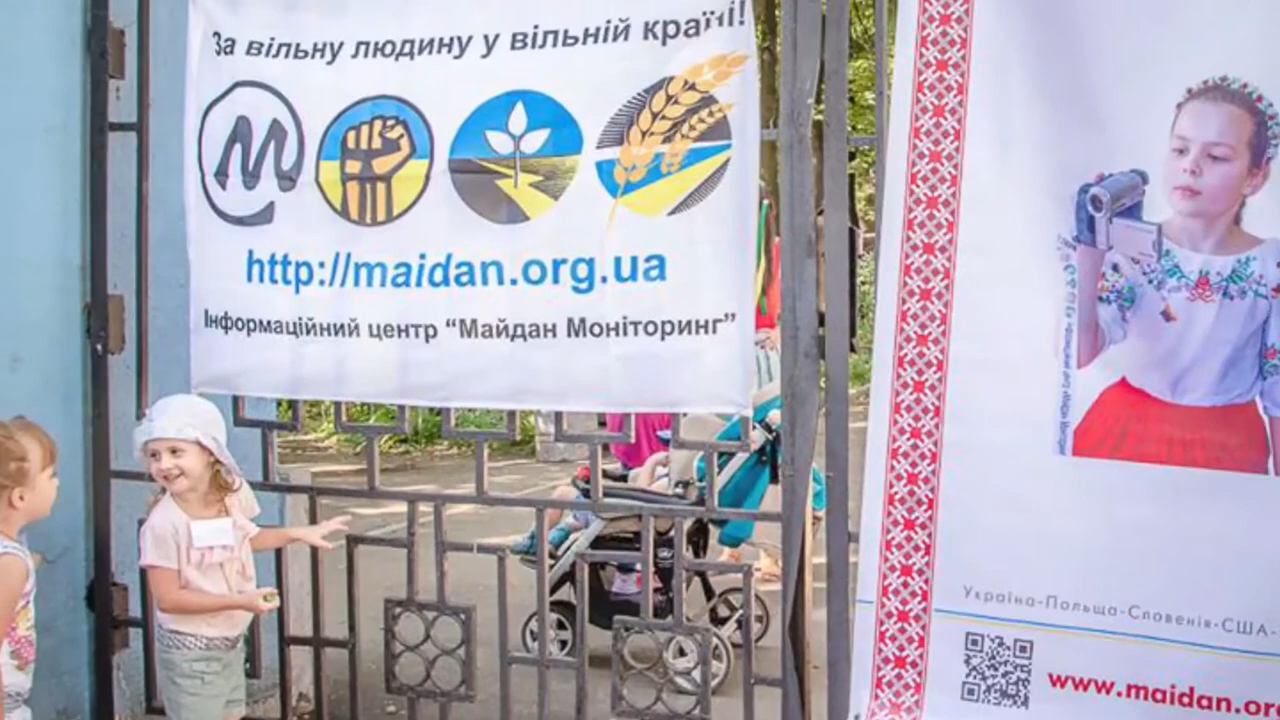 За вільну людину у вільній країні!
http://maidan.org.ua
Інформаційний центр “Майдан Моніторинг”
Україна-Польща-Словенія-США-
www.maidan.org